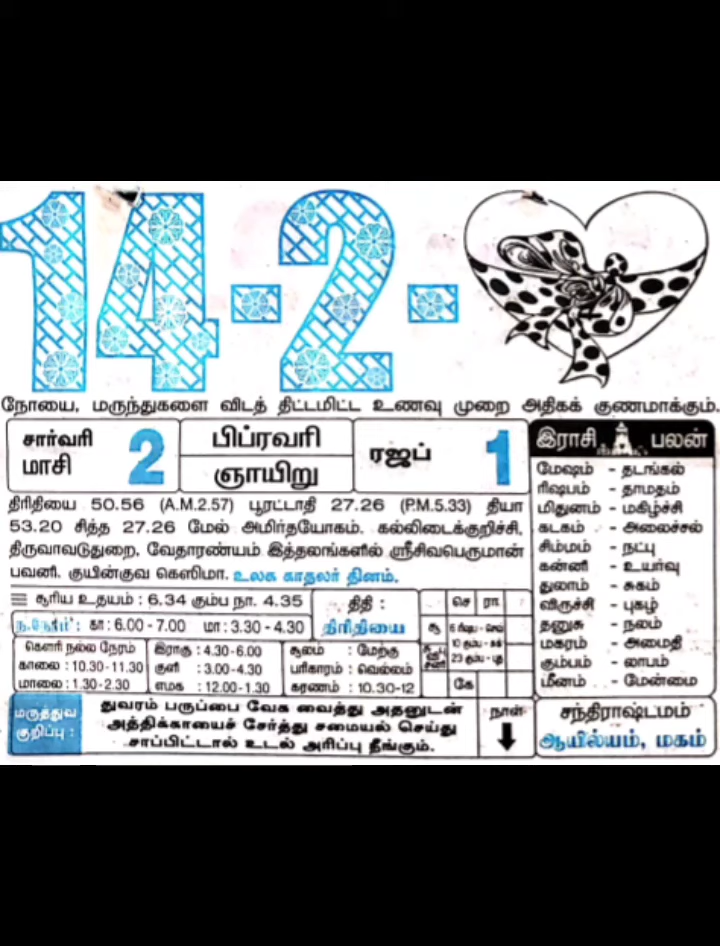 14-2-
நோயை, மருந்துகளை விடத் திட்டமிட்ட உணவு முறை அதிகக் குணமாக்கும்.
சார்வரி
மாசி 2
பிப்ரவரி
ஞாயிறு
ரஜப் 1
திரிதியை 50.56 (A.M.2.57) பூரட்டாதி 27.26 (P.M.5.33) தியா
53.20 சித்த 27.26 மேல் அமிர்தயோகம். கல்லிடைக்குறிச்சி,
திருவாவடுதுறை, வேதாரண்யம் இத்தலங்களில் ஸ்ரீசிவபெருமான்
பவனி. குயின்குவ கெஸிமா. உலக காதலர் தினம்.
சூரிய உதயம் : 6.34 கும்ப நா. 4.35
ந.நேரம் : கா : 6.00 - 7.00 மா : 3.30 - 4.30
திதி :
திரிதியை
கௌரி நல்ல நேரம்
காலை : 10.30-11.30
மாலை : 1.30-2.30
இராகு : 4.30-6.00
குளி : 3.00-4.30
எமக : 12.00-1.30
சூலம் : மேற்கு
பரிகாரம் : வெல்லம்
கரணம் : 10.30-12
செ ரா
சூ
கே
மருத்துவ
குறிப்பு :
துவரம் பருப்பை வேக வைத்து அதனுடன்
அத்திக்காயைச் சேர்த்து சமையல் செய்து
சாப்பிட்டால் உடல் அரிப்பு நீங்கும்.
நாள்
இராசி பலன்
மேஷம் - தடங்கல்
ரிஷபம் - தாமதம்
மிதுனம் - மகிழ்ச்சி
கடகம் - அலைச்சல்
சிம்மம் - நட்பு
கன்னி - உயர்வு
துலாம் - சுகம்
விருச்சி - புகழ்
தனுசு - நலம்
மகரம் - அமைதி
கும்பம் - லாபம்
மீனம் - மேன்மை
சந்திராஷ்டமம்
ஆயில்யம், மகம்